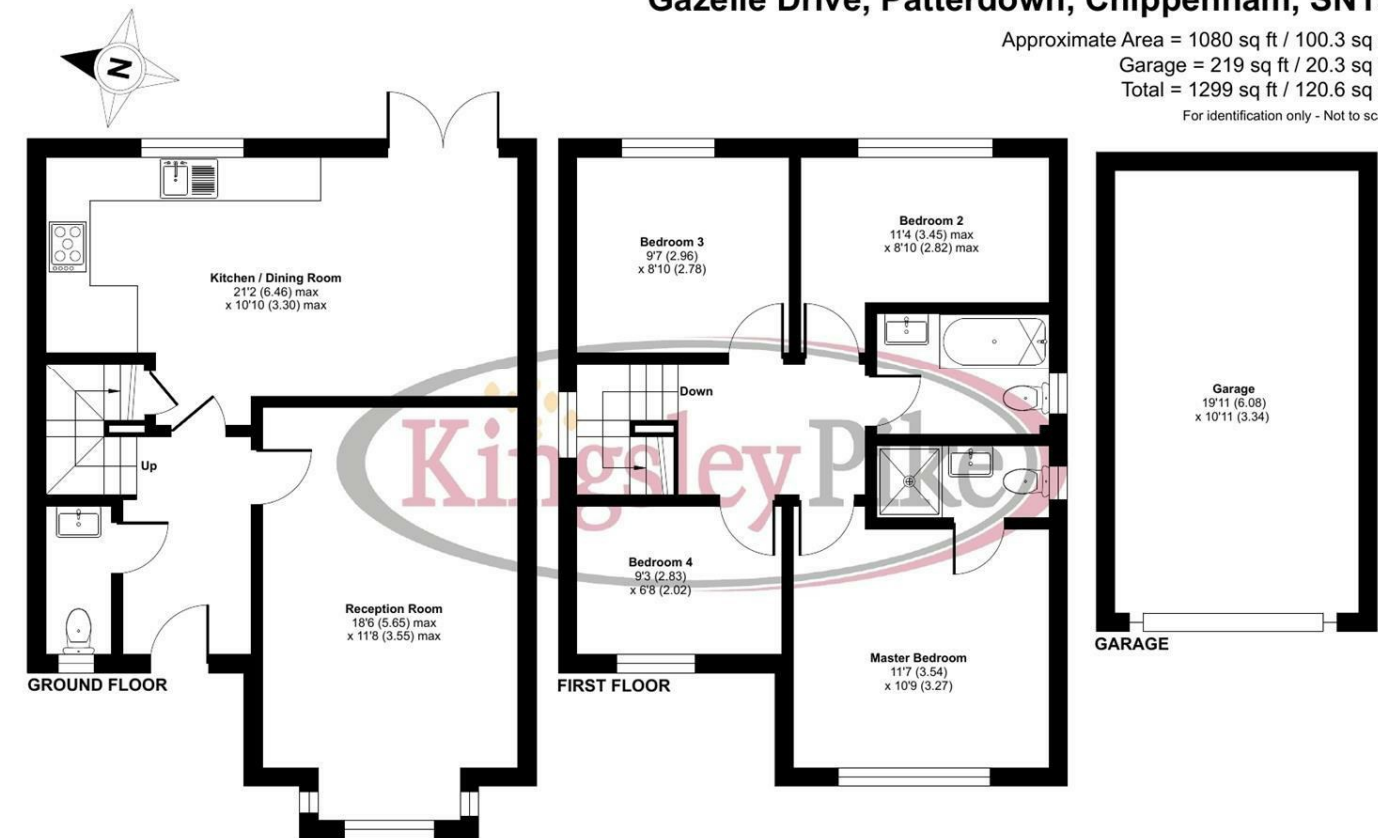 Gazelle Drive, Patterdown, Chippenham, SN1
Approximate Area = 1080 sq ft / 100.3 sq
Garage = 219 sq ft / 20.3 sq
Total = 1299 sq ft / 120.6 sq
For identification only - Not to sc
N
Kitchen / Dining Room
21'2 (6.46) max
x 10'10 (3.30) max
Up
Reception Room
18'6 (5.65) max
x 11'8 (3.55) max
GROUND FLOOR
Bedroom 3
9'7 (2.96)
x 8'10 (2.78)
Bedroom 2
11'4 (3.45) max
x 8'10 (2.82) max
Down
Bedroom 4
9'3 (2.83)
x 6'8 (2.02)
Master Bedroom
11'7 (3.54)
x 10'9 (3.27)
FIRST FLOOR
Garage
19'11 (6.08)
x 10'11 (3.34)
GARAGE
Kingsley Pike